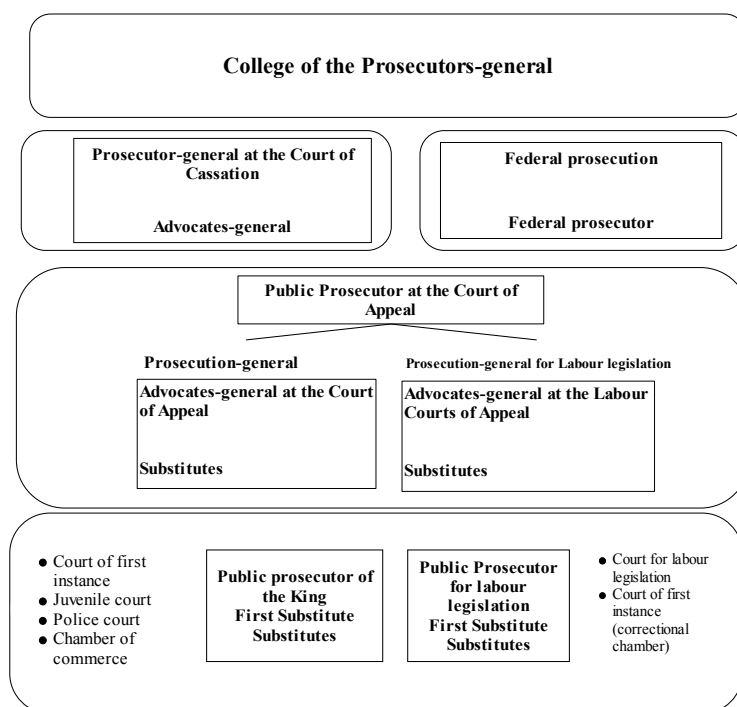 College of the Prosecutors-general
Prosecutor-general at the Court of
Cassation
Advocates-general
Federal prosecution
Federal prosecutor
Public Prosecutor at the Court of
Appeal
Prosecution-general
Advocates-general at the Court
of Appeal
Substitutes
Prosecution-general for Labour legislation
Advocates-general at the Labour
Courts of Appeal
Substitutes
● Court of first
instance
● Juvenile court
● Police court
● Chamber of
commerce
Public prosecutor of
the King
First Substitute
Substitutes
Public Prosecutor
for labour
legislation
First Substitute
Substitutes
● Court for labour
legislation
● Court of first
instance
(correctional
chamber)